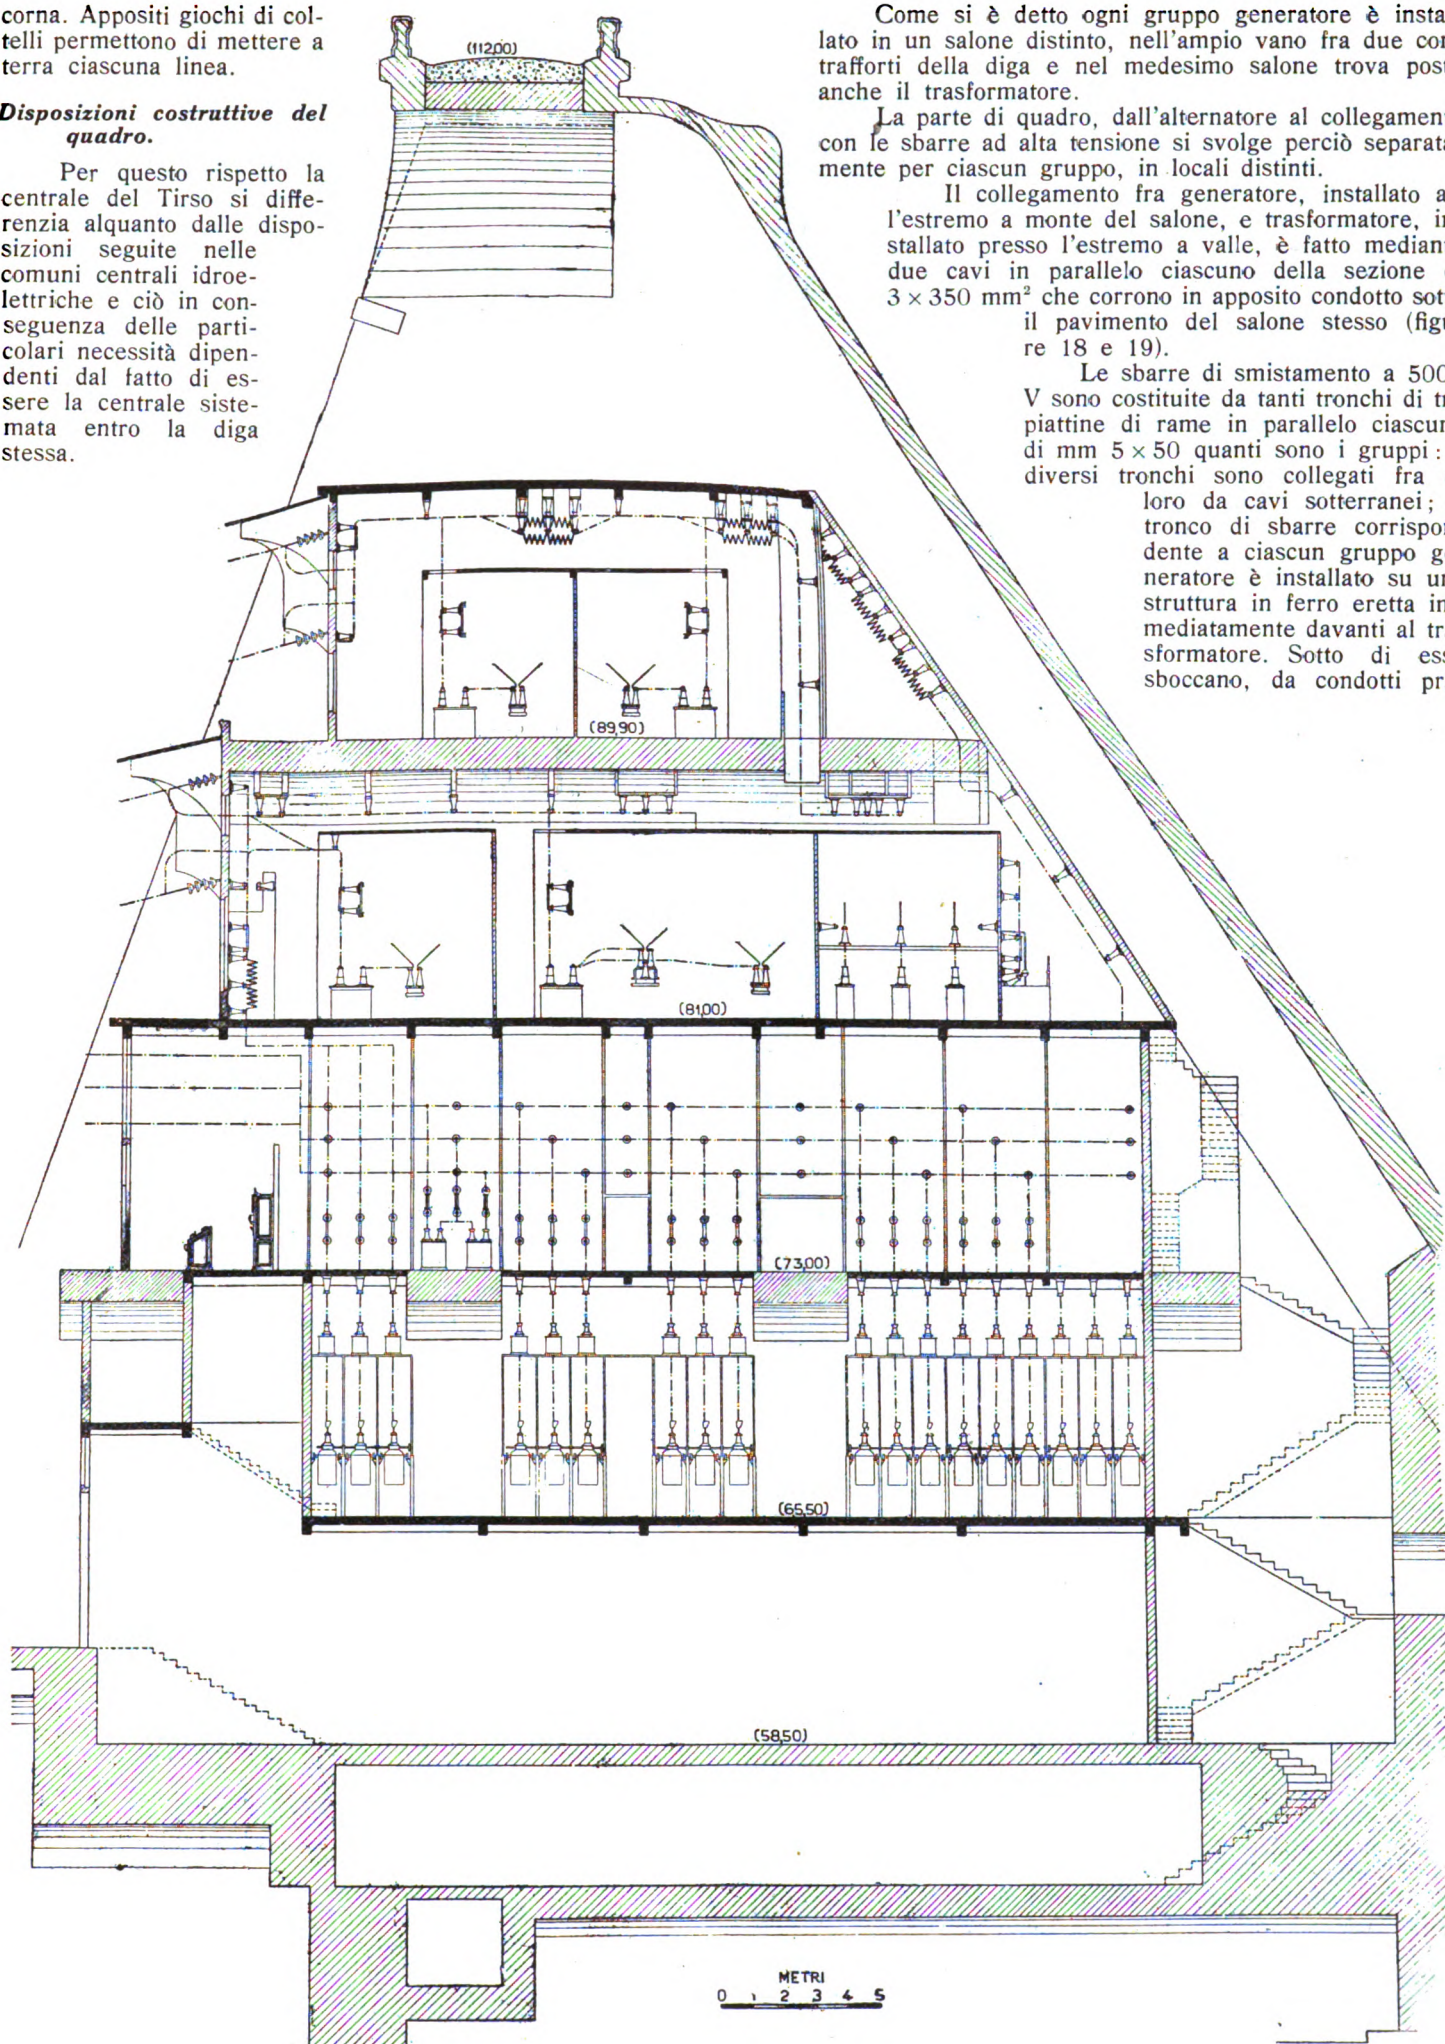 corna. Appositi giochi di col-
telli permettono di mettere a
terra ciascuna linea.
Disposizioni costruttive del
quadro.
Per questo rispetto la
centrale del Tirso si diffe-
renzia alquanto dalle dispo-
sizioni seguite nelle
comuni centrali idroe-
lettriche e ciò in con-
seguenza delle parti-
colari necessità dipen-
denti dal fatto di es-
sere la centrale siste-
mata entro la diga
stessa.
Come si è detto ogni gruppo generatore è instal
lato in un salone distinto, nell'ampio vano fra due con
trafforti della diga e nel medesimo salone trova post
anche il trasformatore.
La parte di quadro, dall'alternatore al collegamen
con le sbarre ad alta tensione si svolge perciò separata
mente per ciascun gruppo, in locali distinti.
Il collegamento fra generatore, installato al
l'estremo a monte del salone, e trasformatore, in
stallato presso l'estremo a valle, è fatto median
due cavi in parallelo ciascuno della sezione
3 × 350 mm² che corrono in apposito condotto sott
il pavimento del salone stesso (figu
re 18 e 19).
Le sbarre di smistamento a 500
V sono costituite da tanti tronchi di tr
piattine di rame in parallelo ciascun
di mm 5 × 50 quanti sono i gruppi:
diversi tronchi sono collegati fra
loro da cavi sotterranei;
tronco di sbarre corrispon
dente a ciascun gruppo ge
neratore è installato su un
struttura in ferro eretta im
mediatamente davanti al tra
sformatore. Sotto di ess
sboccano, da condotti pr
(112,00)
(89,90)
(81,00)
(73,00)
(65,50)
(58,50)
METRI
0 1 2 3 4 5